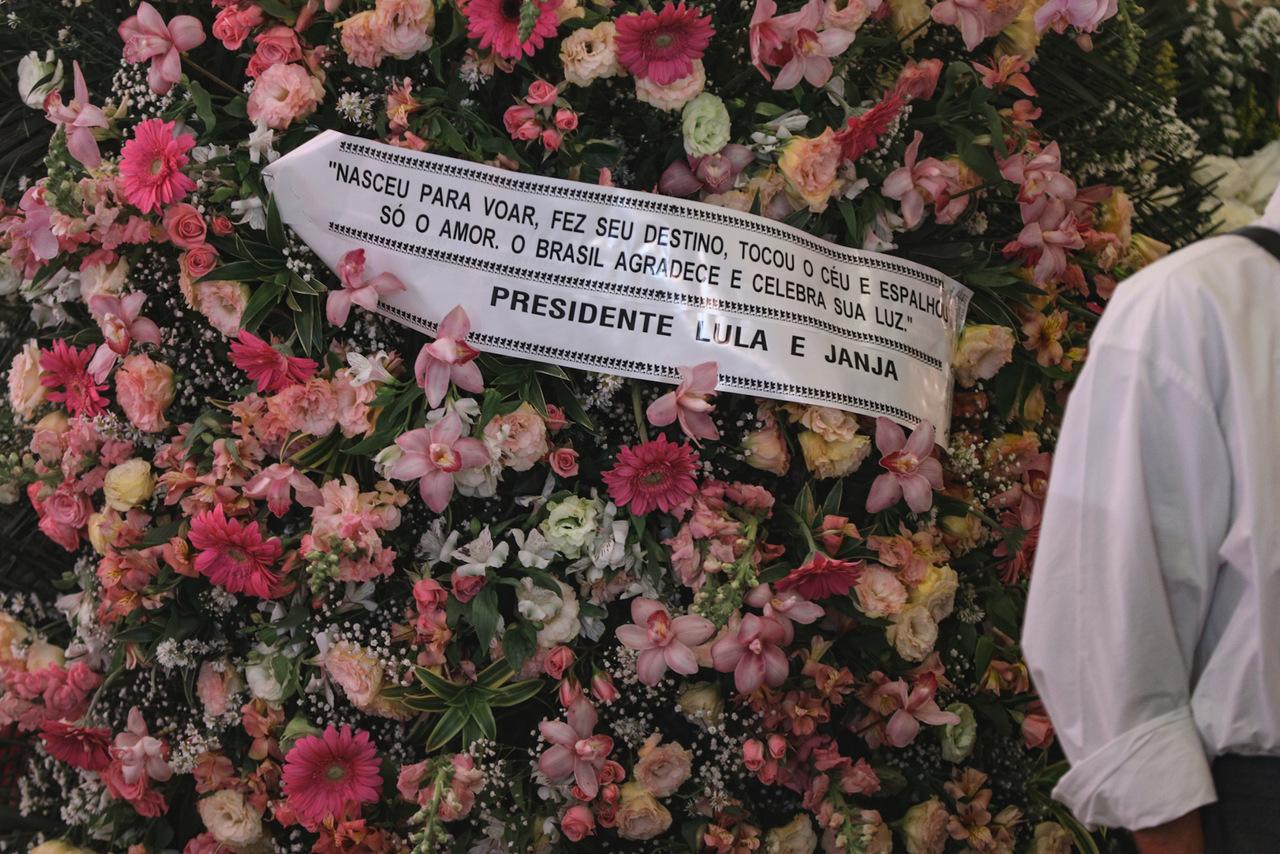 "NASCEU PARA VOAR, FEZ SEU DESTINO, TOCOU O CÉU E ESPALHOU
SÓ O AMOR. O BRASIL AGRADECE E CELEBRA SUA LUZ."
PRESIDENTE LULA E JANJA